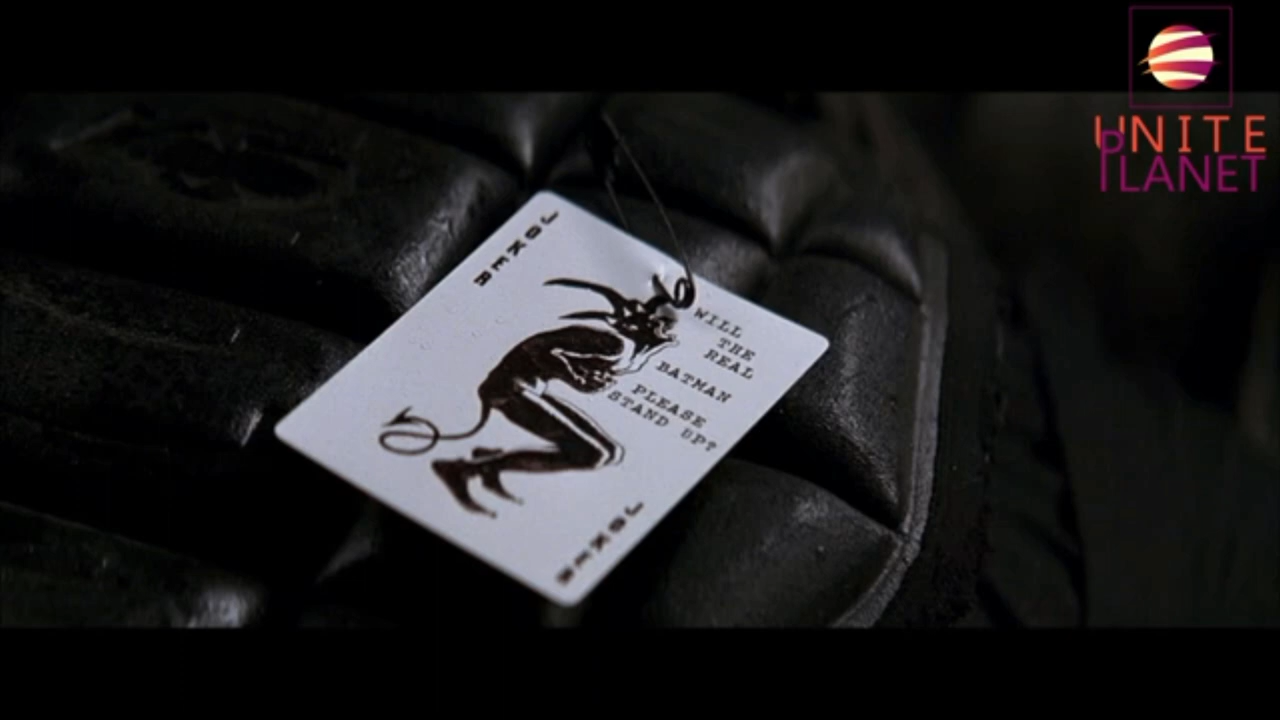 UNITE
PLANET
JOKER
WILL
THE
REAL
BATMAN
PLEASE
STAND UP?
JOKER